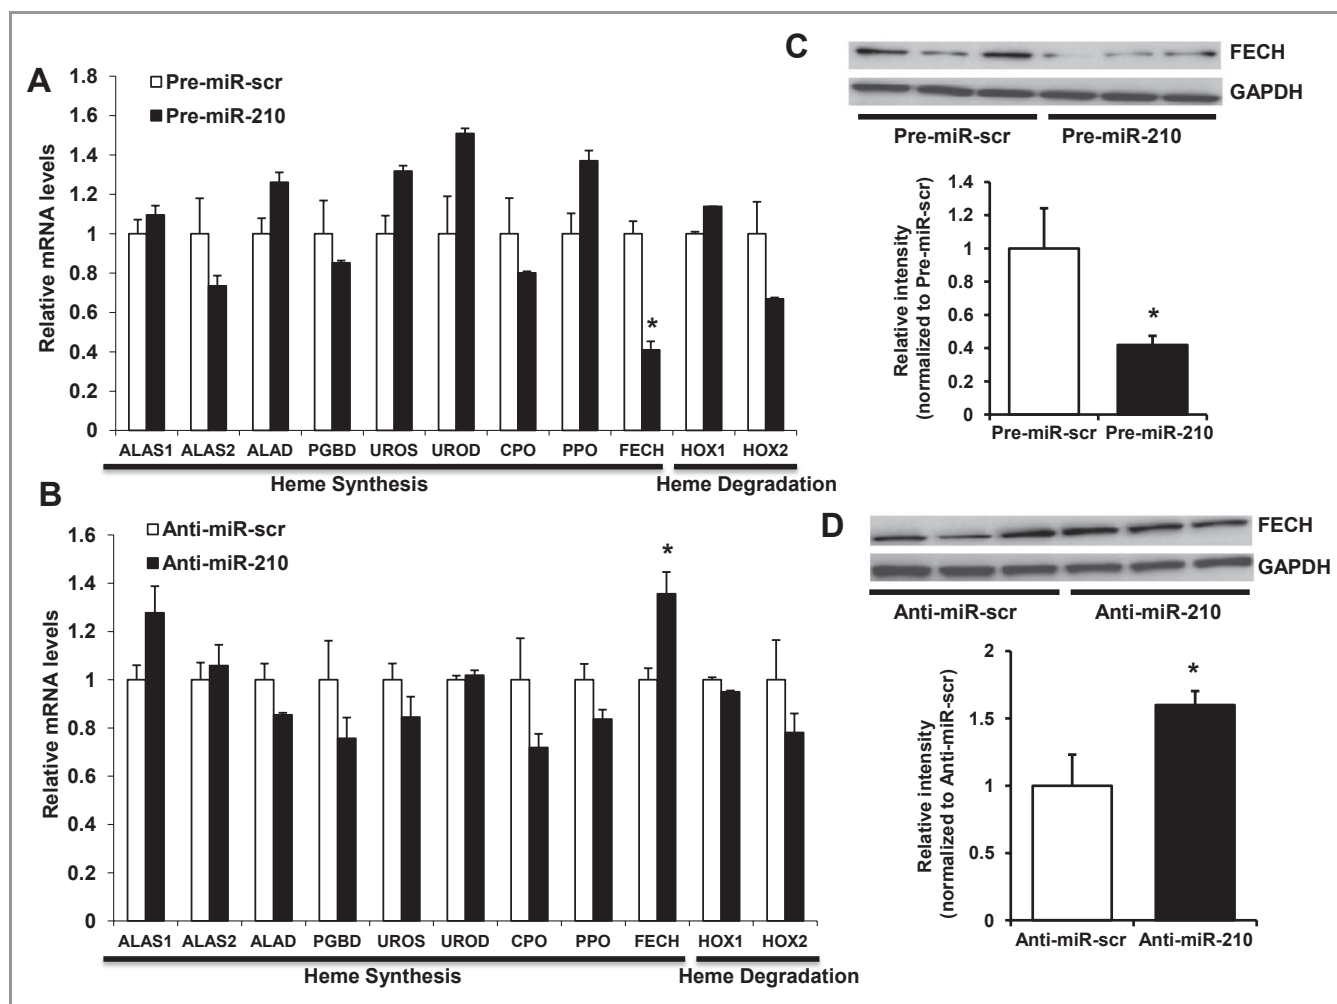 A
Pre-miR-scr
Pre-miR-210
Relative mRNA levels
1.8
1.6
1.4
1.2
1
0.8
0.6
0.4
0.2
0
*
ALAS1 ALAS2 ALAD PGBD UROS UROD CPO PPO FECH HOX1 HOX2
Heme Synthesis Heme Degradation
B
Anti-miR-scr
Anti-miR-210
Relative mRNA levels
1.6
1.4
1.2
1
0.8
0.6
0.4
0.2
0
*
ALAS1 ALAS2 ALAD PGBD UROS UROD CPO PPO FECH HOX1 HOX2
Heme Synthesis Heme Degradation
C
FECH
GAPDH
Pre-miR-scr Pre-miR-210
Relative intensity
(normalized to Pre-miR-scr)
1.4
1.2
1
0.8
0.6
0.4
0.2
0
*
Pre-miR-scr Pre-miR-210
D
FECH
GAPDH
Anti-miR-scr Anti-miR-210
Relative intensity
(normalized to Anti-miR-scr)
2
1.5
1
0.5
0
*
Anti-miR-scr Anti-miR-210